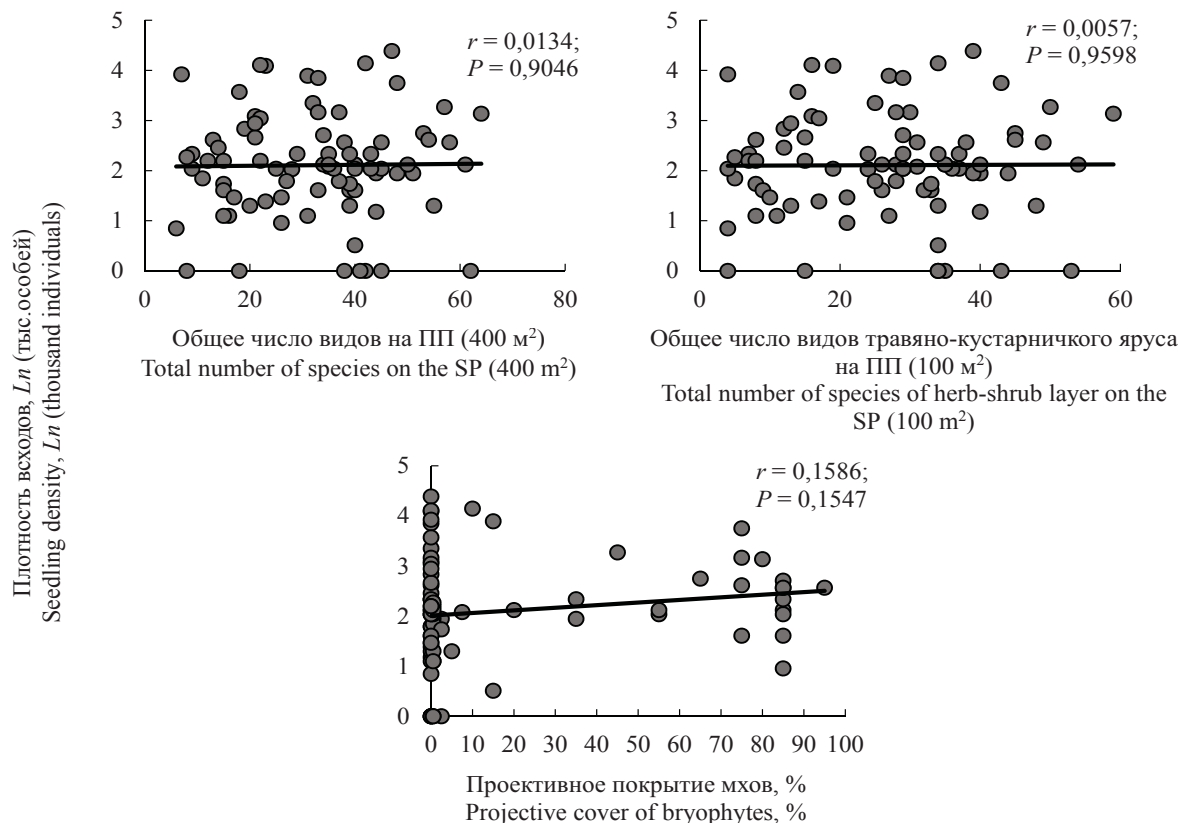 Плотность всходов, Ln (тыс.особей)
Seedling density, Ln (thousand individuals)
5
4
3
2
1
0
0 20 40 60 80
r = 0,0134;
P = 0,9046
Общее число видов на ПП (400 м²)
Total number of species on the SP (400 m²)
5
4
3
2
1
0
0 20 40 60
r = 0,0057;
P = 0,9598
Общее число видов травяно-кустарничкого яруса
на ПП (100 м²)
Total number of species of herb-shrub layer on the
SP (100 m²)
5
4
3
2
1
0
0 10 20 30 40 50 60 70 80 90 100
r = 0,1586;
P = 0,1547
Проективное покрытие мхов, %
Projective cover of bryophytes, %